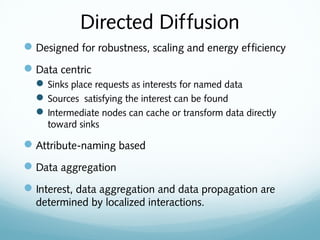 Directed Diffusion
Designed for robustness, scaling and energy efficiency
Data centric
Sinks place requests as interests for named data
Sources satisfying the interest can be found
Intermediate nodes can cache or transform data directly
toward sinks
Attribute-naming based
Data aggregation
Interest, data aggregation and data propagation are
determined by localized interactions.